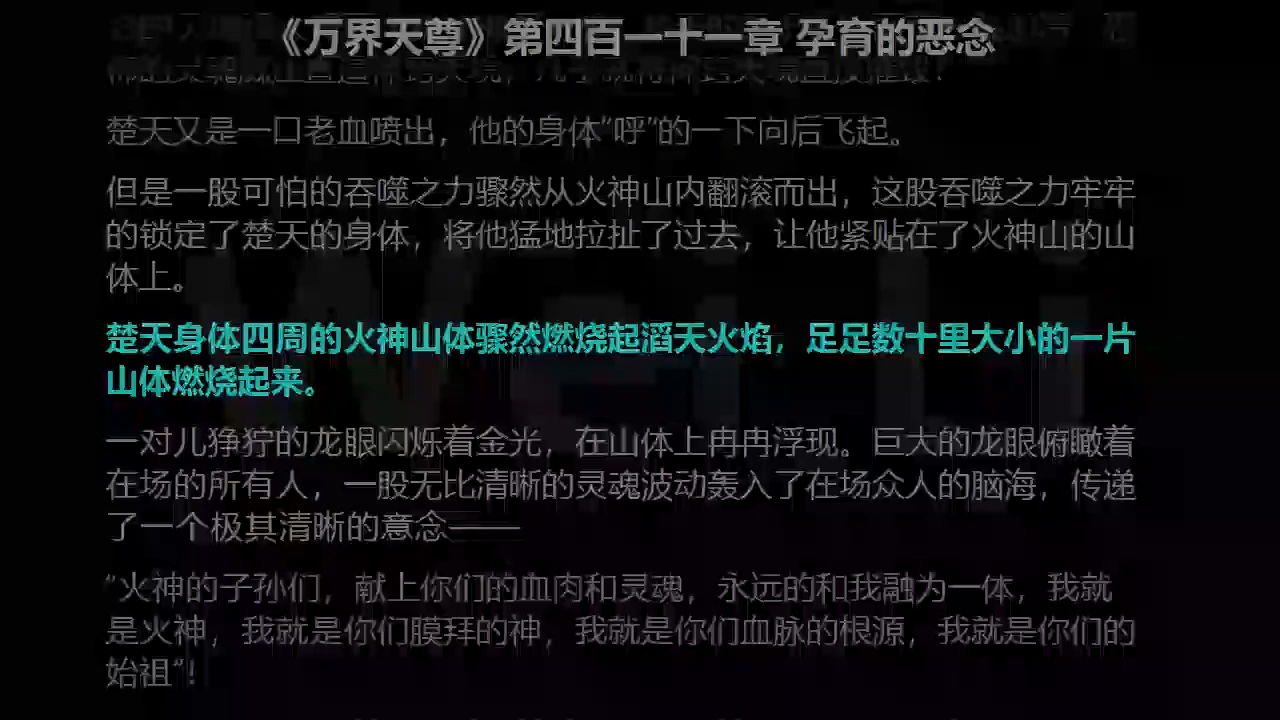 《万界天尊》第四百一十一章 孕育的恶念
楚天又是一口老血喷出，他的身体"呼"的一下向后飞起。
但是一股可怕的吞噬之力骤然从火神山内翻滚而出，这股吞噬之力牢牢
的锁定了楚天的身体，将他猛地拉扯了过去，让他紧贴在了火神山的山
体上。
楚天身体四周的火神山体骤然燃烧起滔天火焰，足足数十里大小的一片
山体燃烧起来。
一对儿狰狞的龙眼闪烁着金光，在山体上冉冉浮现。巨大的龙眼俯瞰着
在场的所有人，一股无比清晰的灵魂波动轰入了在场众人的脑海，传递
了一个极其清晰的意念——
"火神的子孙们，献上你们的血肉和灵魂，永远的和我融为一体，我就
是火神，我就是你们膜拜的神，我就是你们血脉的根源，我就是你们的
始祖"！
Wei Li